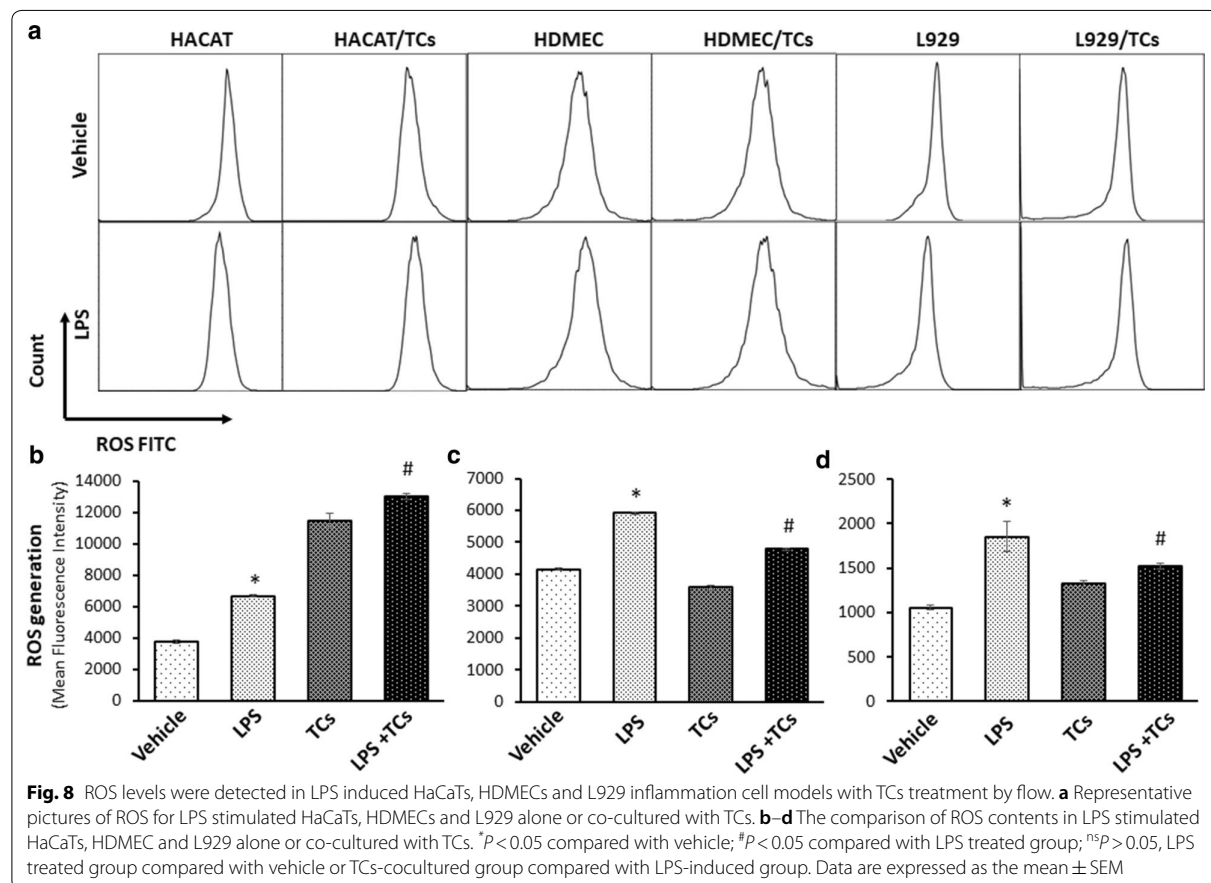 a
HACAT HACAT/TCs HDMEC HDMEC/TCs L929 L929/TCs
Vehicle
LPS
Count
ROS FITC
b
ROS generation
(Mean Fluorescence Intensity)
14000
12000
10000
8000
6000
4000
2000
0
*
#
Vehicle LPS TCs LPS +TCs
c
7000
6000
5000
4000
3000
2000
1000
0
*
#
Vehicle LPS TCs LPS +TCs
d
2500
2000
1500
1000
500
0
*
#
Vehicle LPS TCs LPS +TCs
Fig. 8 ROS levels were detected in LPS induced HaCaTs, HDMECs and L929 inflammation cell models with TCs treatment by flow. a Representative
pictures of ROS for LPS stimulated HaCaTs, HDMECs and L929 alone or co-cultured with TCs. b–d The comparison of ROS contents in LPS stimulated
HaCaTs, HDMEC and L929 alone or co-cultured with TCs. *P < 0.05 compared with vehicle; #P < 0.05 compared with LPS treated group; nsP > 0.05, LPS
treated group compared with vehicle or TCs-cocultured group compared with LPS-induced group. Data are expressed as the mean ± SEM